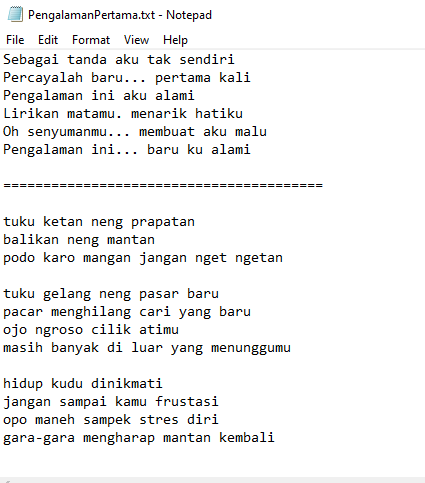 PengalamanPertama.txt - Notepad
File Edit Format View Help
Sebagai tanda aku tak sendiri
Percayalah baru... pertama kali
Pengalaman ini aku alami
Lirikan matamu. menarik hatiku
Oh senyumanmu... membuat aku malu
Pengalaman ini... baru ku alami
========================================
tuku ketan neng prapatan
balikan neng mantan
podo karo mangan jangan nget ngetan
tuku gelang neng pasar baru
pacar menghilang cari yang baru
ojo ngroso cilik atimu
masih banyak di luar yang menunggumu
hidup kudu dinikmati
jangan sampai kamu frustasi
opo maneh sampek stres diri
gara-gara mengharap mantan kembali